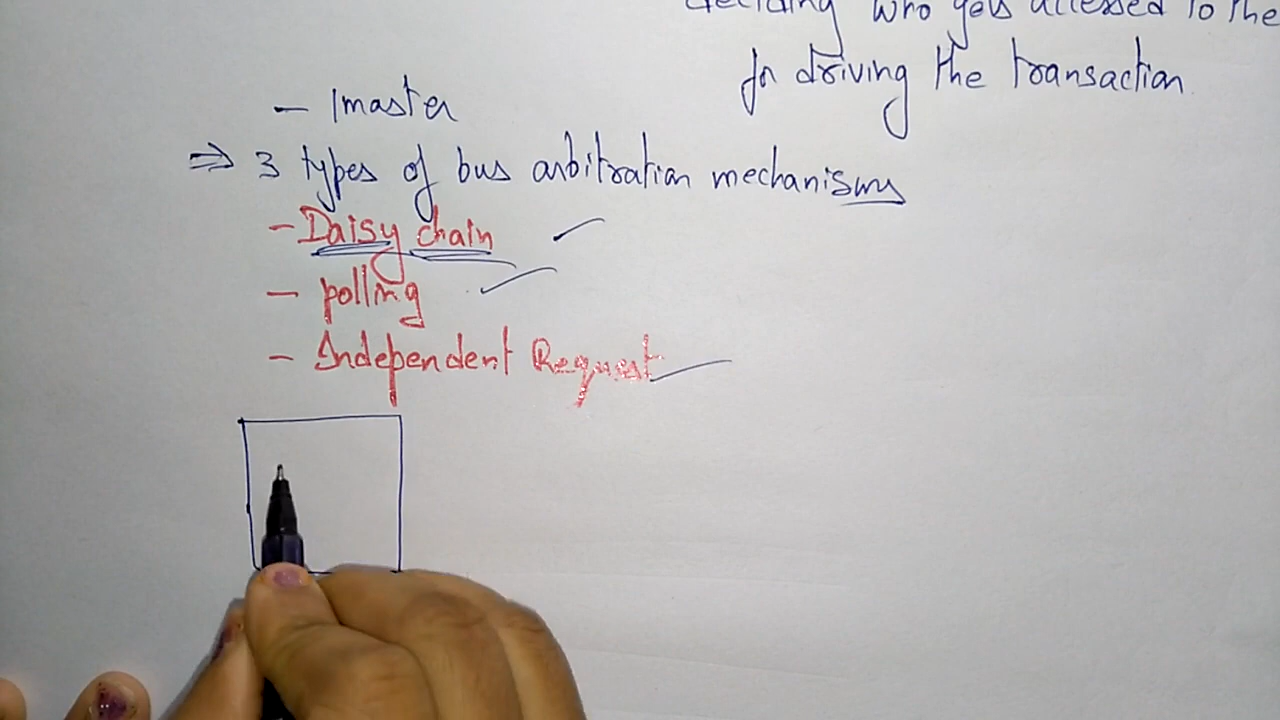 deciding who gets accessed to the
for driving the transaction
- 1master
⇒ 3 types of bus arbitration mechanisms
- Daisy chain
- polling
- Independent Request